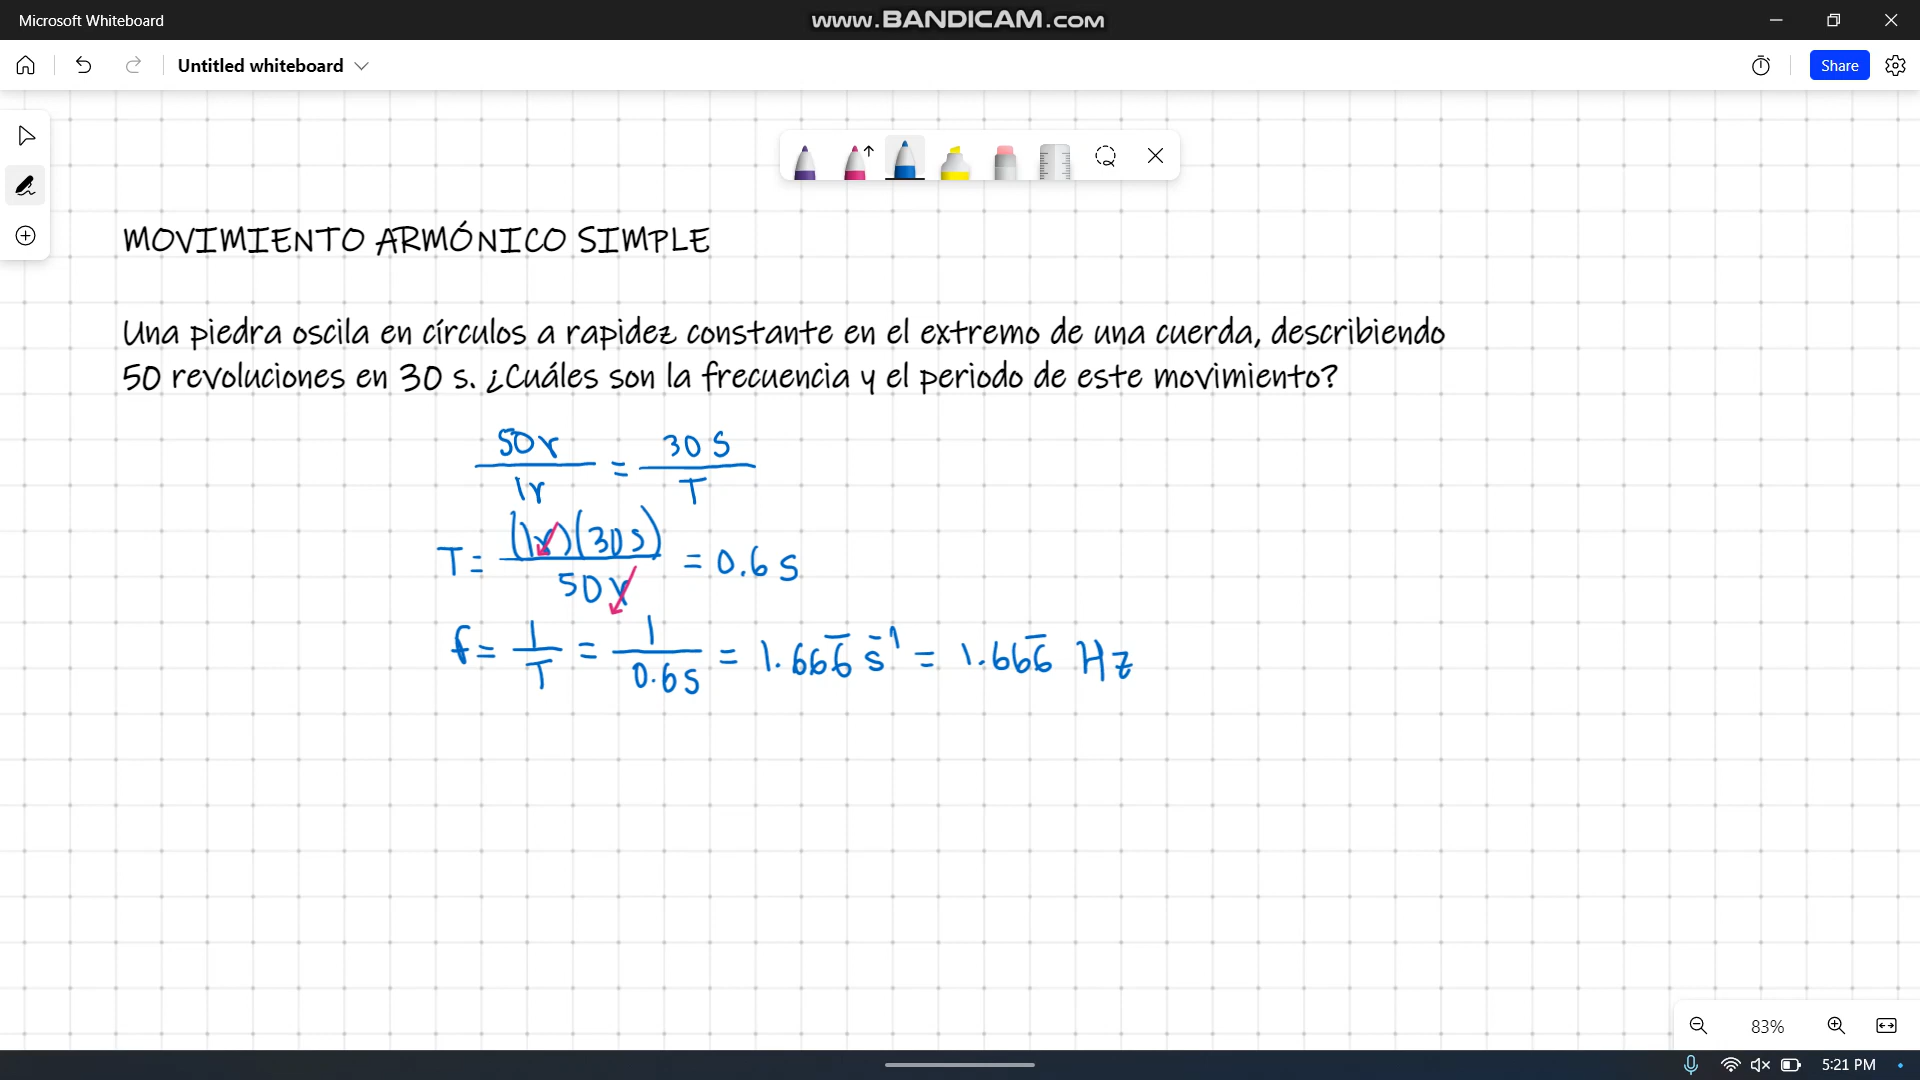 Microsoft Whiteboard
www.BANDICAM.com
Untitled whiteboard
Share
MOVIMIENTO ARMÓNICO SIMPLE
Una piedra oscila en círculos a rapidez constante en el extremo de una cuerda, describiendo
50 revoluciones en 30 s. ¿Cuáles son la frecuencia y el periodo de este movimiento?
50r / 1r = 30 s / T
T = (1r)(30 s) / 50r = 0.6 s
f = 1 / T = 1 / 0.6 s = 1.666̅ s⁻¹ = 1.666̅ Hz
83%
5:21 PM